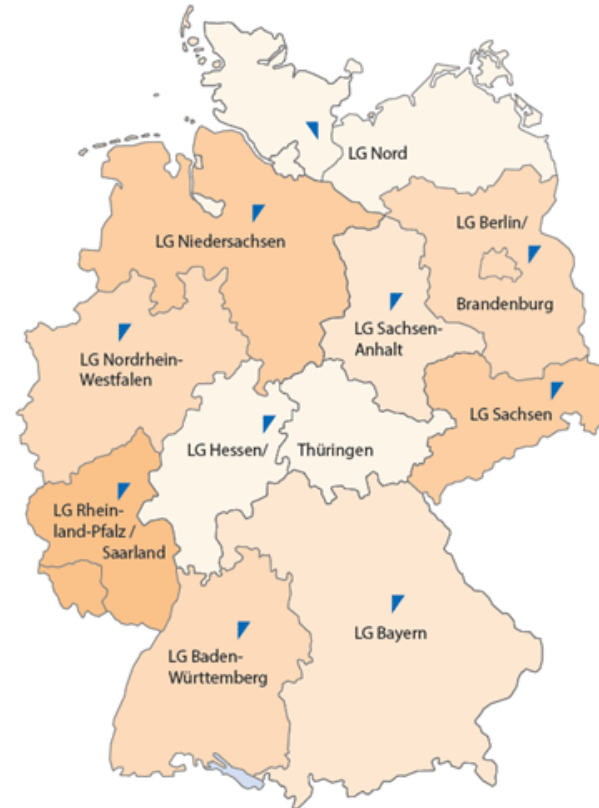 LG Nord
LG Berlin/
Brandenburg
LG Niedersachsen
LG Sachsen-
Anhalt
LG Nordrhein-
Westfalen
LG Sachsen
LG Hessen/
Thüringen
LG Rhein-
land-Pfalz /
Saarland
LG Bayern
LG Baden-
Württemberg